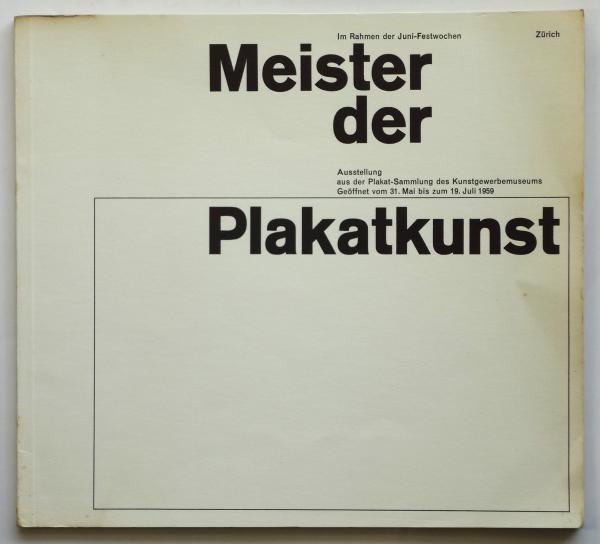 Im Rahmen der Juni-Festwochen
Zürich
Meister
der
Ausstellung
aus der Plakat-Sammlung des Kunstgewerbemuseums
Geöffnet vom 31. Mai bis zum 19. Juli 1959
Plakatkunst